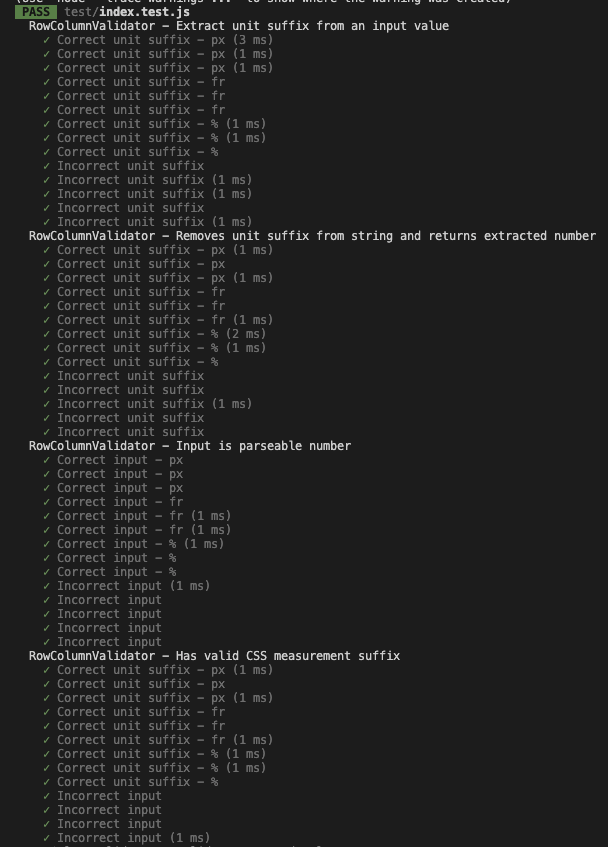 (Use `node --trace-warnings ...` to show where the warning was created)
PASS test/index.test.js
RowColumnValidator – Extract unit suffix from an input value
✓ Correct unit suffix – px (3 ms)
✓ Correct unit suffix – px (1 ms)
✓ Correct unit suffix – px (1 ms)
✓ Correct unit suffix – fr
✓ Correct unit suffix – fr
✓ Correct unit suffix – fr
✓ Correct unit suffix – % (1 ms)
✓ Correct unit suffix – % (1 ms)
✓ Correct unit suffix – %
✓ Incorrect unit suffix
✓ Incorrect unit suffix (1 ms)
✓ Incorrect unit suffix (1 ms)
✓ Incorrect unit suffix
✓ Incorrect unit suffix (1 ms)
RowColumnValidator – Removes unit suffix from string and returns extracted number
✓ Correct unit suffix – px (1 ms)
✓ Correct unit suffix – px
✓ Correct unit suffix – px (1 ms)
✓ Correct unit suffix – fr
✓ Correct unit suffix – fr
✓ Correct unit suffix – fr (1 ms)
✓ Correct unit suffix – % (2 ms)
✓ Correct unit suffix – % (1 ms)
✓ Correct unit suffix – %
✓ Incorrect unit suffix
✓ Incorrect unit suffix
✓ Incorrect unit suffix (1 ms)
✓ Incorrect unit suffix
✓ Incorrect unit suffix
RowColumnValidator – Input is parseable number
✓ Correct input – px
✓ Correct input – px
✓ Correct input – px
✓ Correct input – fr
✓ Correct input – fr (1 ms)
✓ Correct input – fr (1 ms)
✓ Correct input – % (1 ms)
✓ Correct input – %
✓ Correct input – %
✓ Incorrect input (1 ms)
✓ Incorrect input
✓ Incorrect input
✓ Incorrect input
✓ Incorrect input
RowColumnValidator – Has valid CSS measurement suffix
✓ Correct unit suffix – px (1 ms)
✓ Correct unit suffix – px
✓ Correct unit suffix – px (1 ms)
✓ Correct unit suffix – fr
✓ Correct unit suffix – fr
✓ Correct unit suffix – fr (1 ms)
✓ Correct unit suffix – % (1 ms)
✓ Correct unit suffix – % (1 ms)
✓ Correct unit suffix – %
✓ Incorrect input
✓ Incorrect input
✓ Incorrect input
✓ Incorrect input (1 ms)